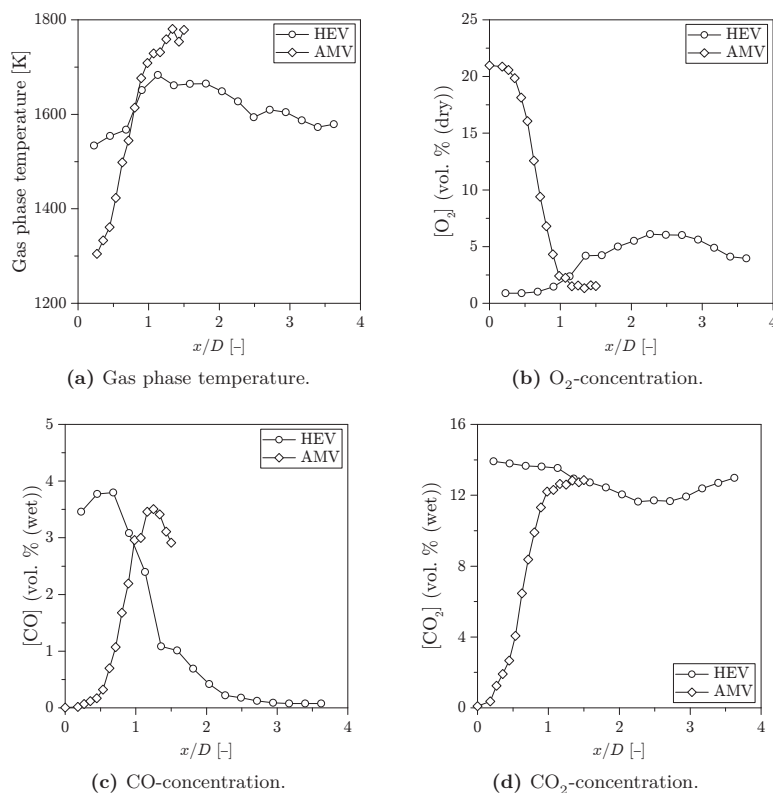 1800
1600
1400
1200
0
1
2
3
4
Gas phase temperature [K]
x/D [–]
HEV
AMV
(a) Gas phase temperature.
25
20
15
10
5
0
0
1
2
3
4
[O₂] (vol. % (dry))
x/D [–]
HEV
AMV
(b) O₂-concentration.
5
4
3
2
1
0
0
1
2
3
4
[CO] (vol. % (wet))
x/D [–]
HEV
AMV
(c) CO-concentration.
16
12
8
4
0
0
1
2
3
4
[CO₂] (vol. % (wet))
x/D [–]
HEV
AMV
(d) CO₂-concentration.